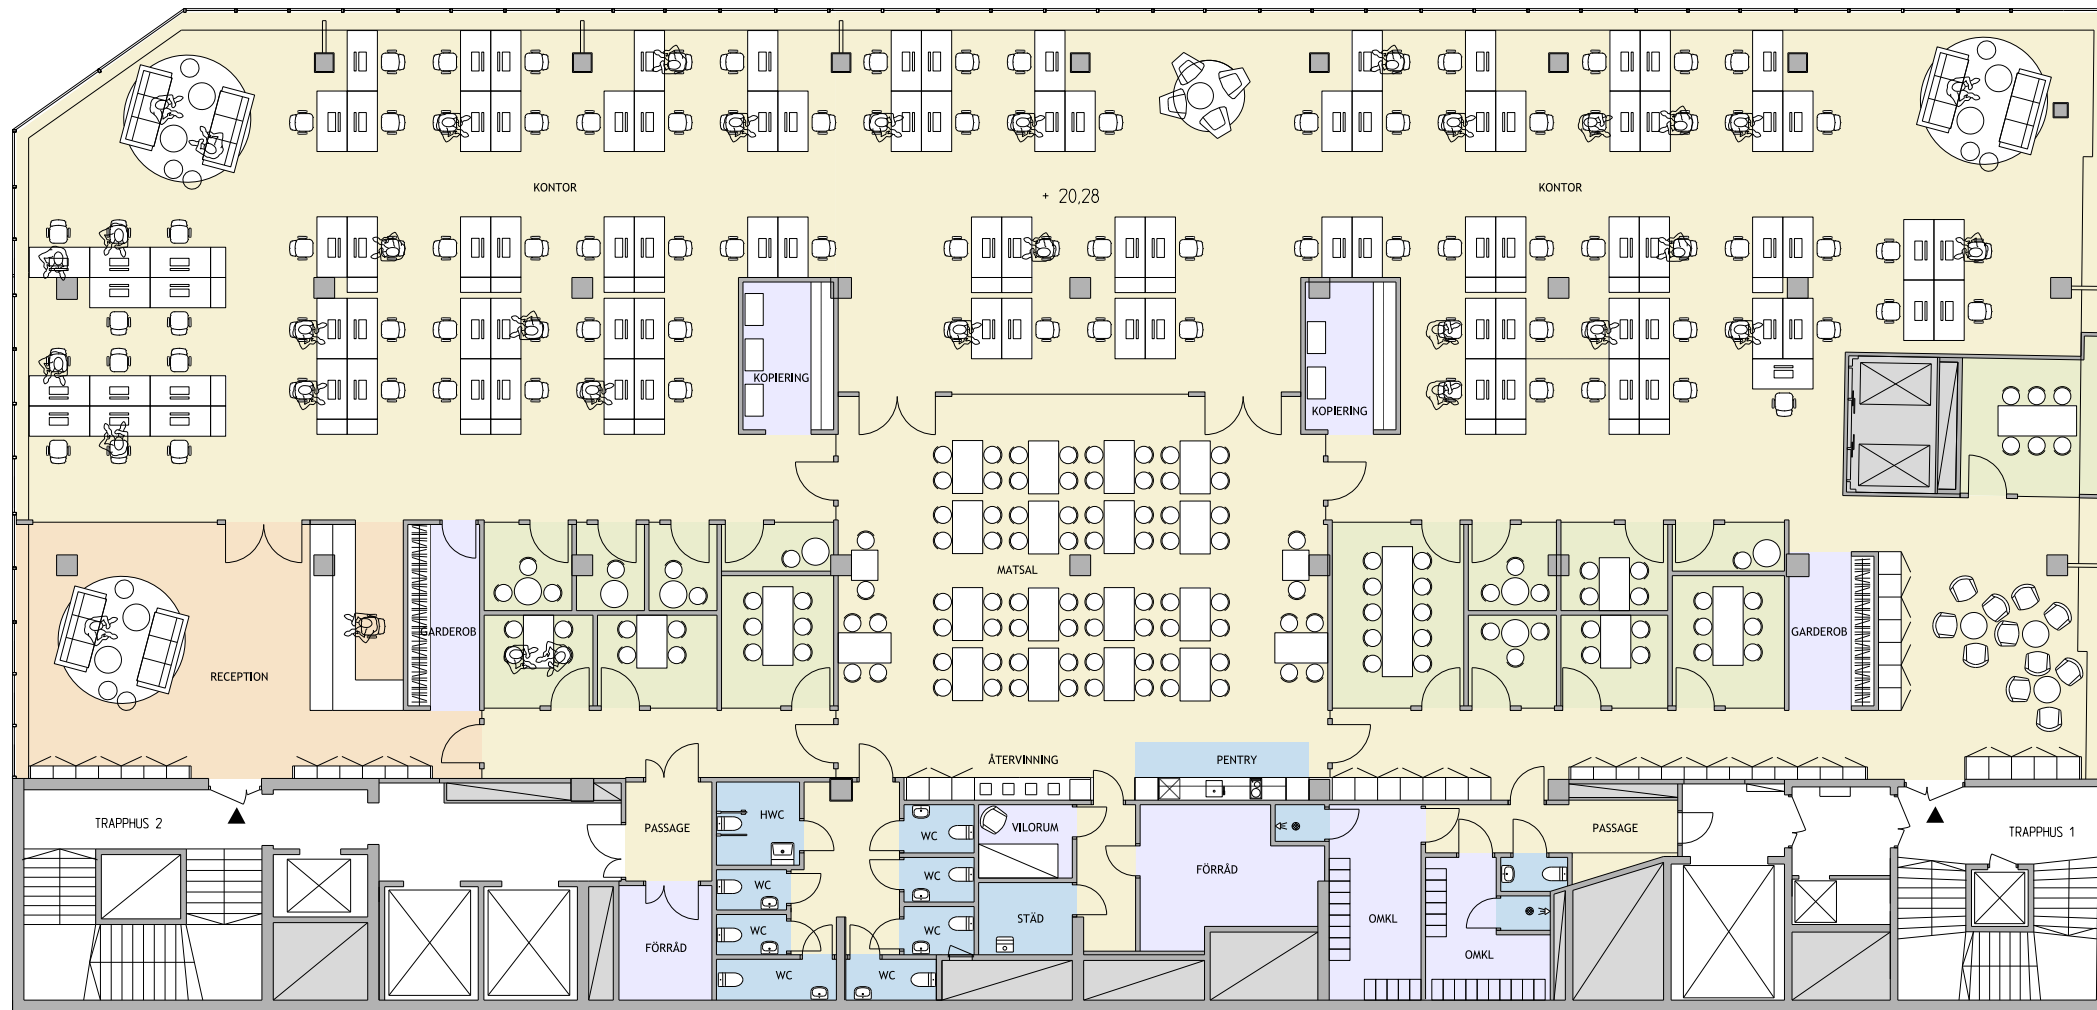 KONTOR
KONTOR
+ 20,28
KOPIERING
KOPIERING
MATSAL
GARDEROB
GARDEROB
RECEPTION
ÅTERVINNING
PENTRY
TRAPPHUS 2
PASSAGE
HWC
WC
VILORUM
PASSAGE
TRAPPHUS 1
FÖRRÅD
WC
WC
STÄD
OMKL
WC
WC
FÖRRÅD
OMKL
WC
WC